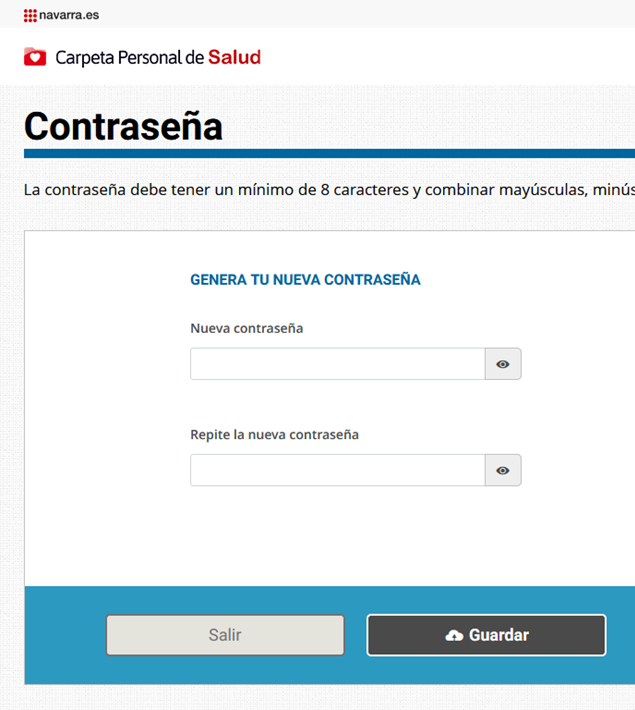 navarra.es
Carpeta Personal de Salud
Contraseña
La contraseña debe tener un mínimo de 8 caracteres y combinar mayúsculas, minús
GENERA TU NUEVA CONTRASEÑA
Nueva contraseña
Repite la nueva contraseña
Salir
Guardar